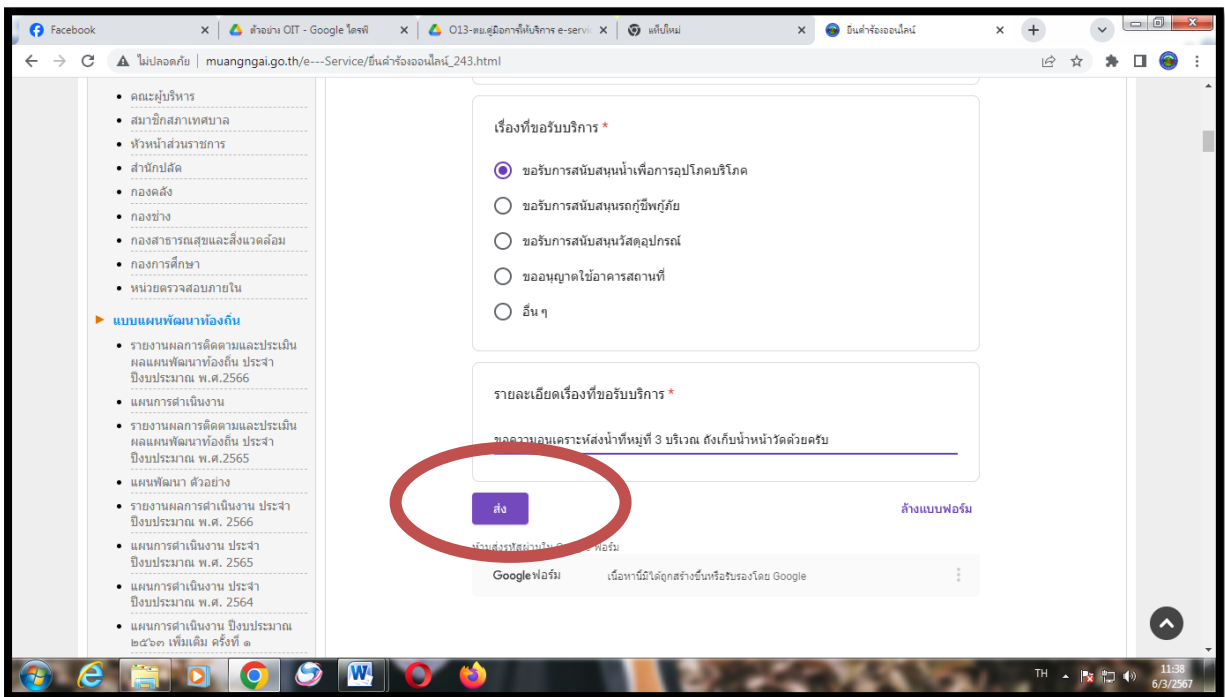 Facebook
ตัวอย่าง OIT - Google ไดรฟ์
O13-ตย.คู่มือการให้บริการ e-servic
แท็บใหม่
ยื่นคำร้องออนไลน์
ไม่ปลอดภัย | muangngai.go.th/e---Service/ยื่นคำร้องออนไลน์_243.html
คณะผู้บริหาร
สมาชิกสภาเทศบาล
หัวหน้าส่วนราชการ
สำนักปลัด
กองคลัง
กองช่าง
กองสาธารณสุขและสิ่งแวดล้อม
กองการศึกษา
หน่วยตรวจสอบภายใน
แบบแผนพัฒนาท้องถิ่น
รายงานผลการติดตามและประเมิน
ผลแผนพัฒนาท้องถิ่น ประจำ
ปีงบประมาณ พ.ศ.2566
แผนการดำเนินงาน
รายงานผลการติดตามและประเมิน
ผลแผนพัฒนาท้องถิ่น ประจำ
ปีงบประมาณ พ.ศ.2565
แผนพัฒนา ตัวอย่าง
รายงานผลการดำเนินงาน ประจำ
ปีงบประมาณ พ.ศ. 2566
แผนการดำเนินงาน ประจำ
ปีงบประมาณ พ.ศ. 2565
แผนการดำเนินงาน ประจำ
ปีงบประมาณ พ.ศ. 2564
แผนการดำเนินงาน ปีงบประมาณ
๒๕๖๓ เพิ่มเติม ครั้งที่ ๑
เรื่องที่ขอรับบริการ *
ขอรับการสนับสนุนน้ำเพื่อการอุปโภคบริโภค
ขอรับการสนับสนุนรถกู้ชีพกู้ภัย
ขอรับการสนับสนุนวัสดุอุปกรณ์
ขออนุญาตใช้อาคารสถานที่
อื่น ๆ
รายละเอียดเรื่องที่ขอรับบริการ *
ขอความอนุเคราะห์ส่งน้ำที่หมู่ที่ 3 บริเวณ ถังเก็บน้ำหน้าวัดด้วยครับ
ส่ง
ล้างแบบฟอร์ม
ห้ามส่งรหัสผ่านใน Google ฟอร์ม
Google ฟอร์ม
เนื้อหานี้มิได้ถูกสร้างขึ้นหรือรับรองโดย Google
TH
11:38
6/3/2567